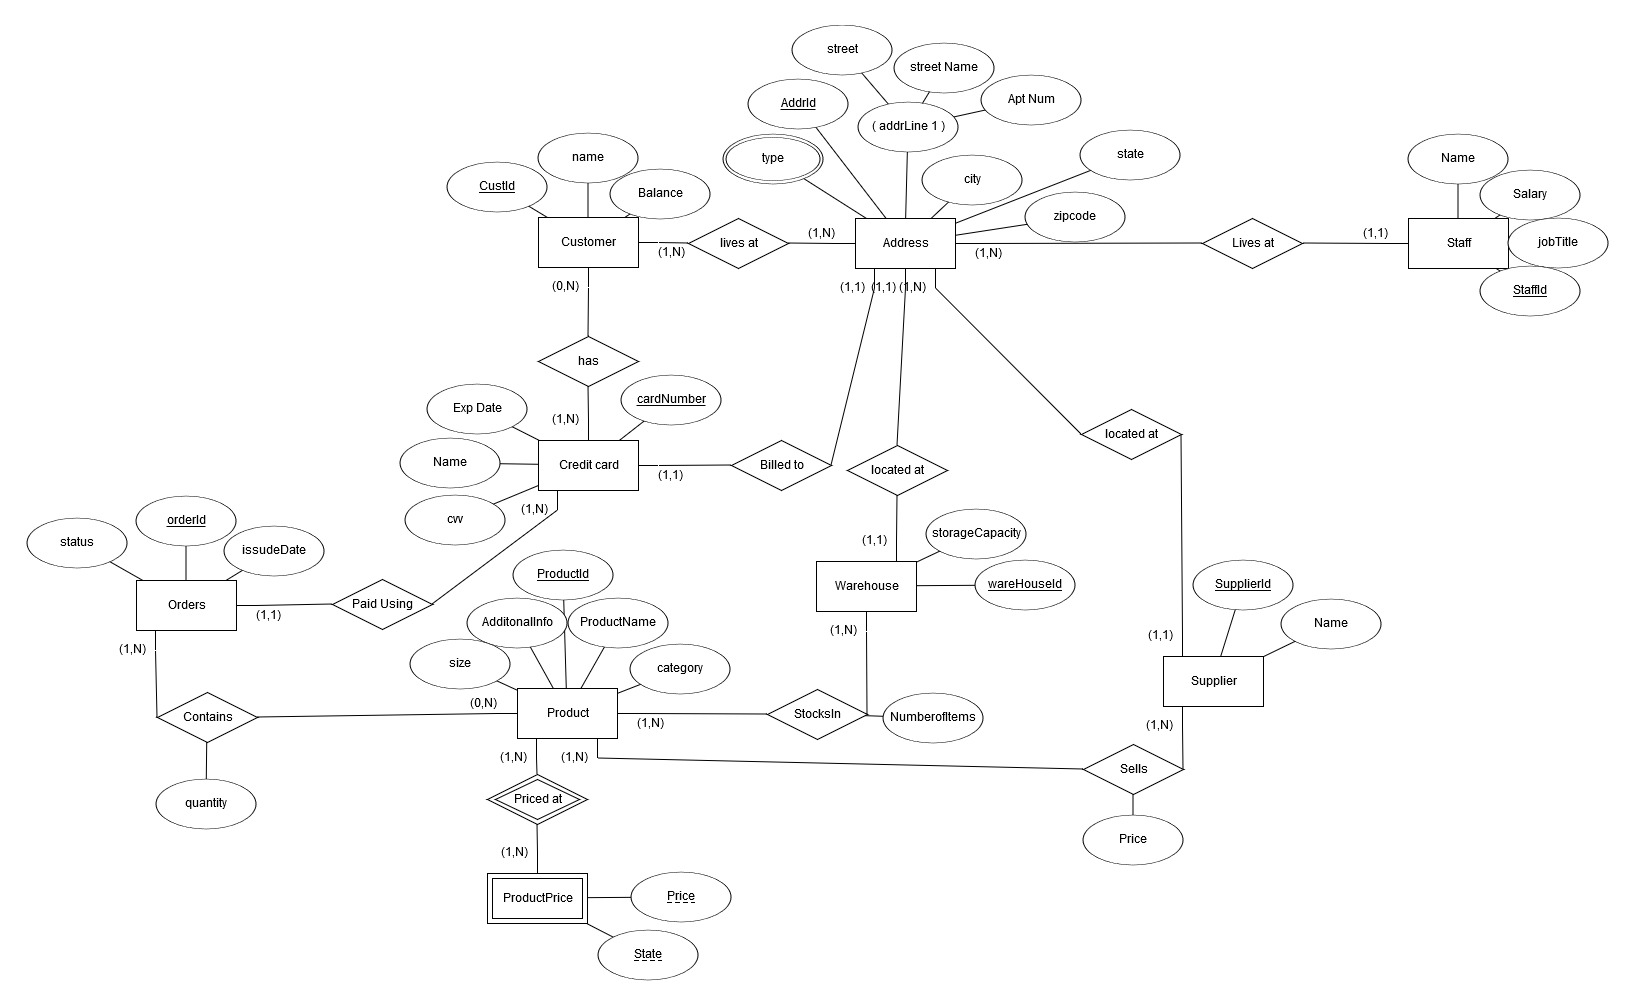 street
street Name
AddrId
Apt Num
( addrLine 1 )
type
name
CustId
Balance
city
state
zipcode
Name
Salary
jobTitle
StaffId
Customer
(1,N)
lives at
(1,N)
Address
(1,N)
Lives at
(1,1)
Staff
(0,N)
(1,1)
(1,1)
(1,N)
has
(1,N)
Exp Date
cardNumber
Name
Credit card
(1,1)
Billed to
located at
located at
cvv
(1,N)
orderId
status
issudeDate
storageCapacity
(1,1)
Warehouse
wareHouseId
ProductId
SupplierId
Orders
(1,1)
Paid Using
AdditonalInfo
ProductName
Name
(1,N)
(1,N)
(1,1)
size
category
Supplier
(0,N)
Contains
Product
(1,N)
StocksIn
NumberofItems
(1,N)
(1,N)
(1,N)
Sells
quantity
Priced at
Price
(1,N)
ProductPrice
Price
State